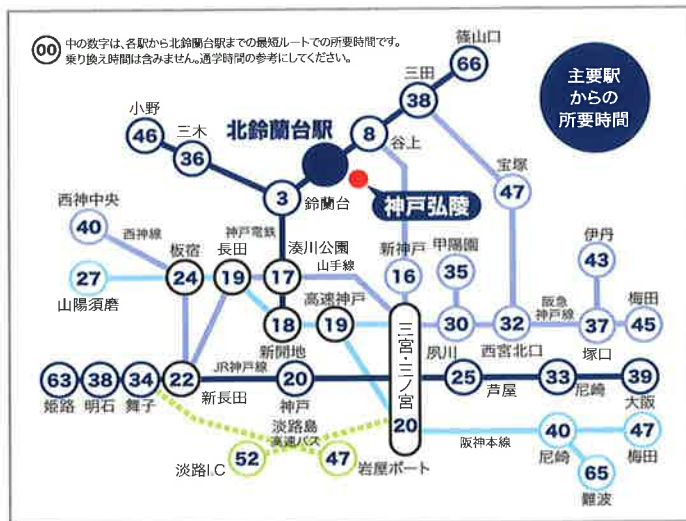 00 中の数字は、各駅から北鈴蘭台駅までの最短ルートでの所要時間です。
乗り換え時間は含みません。通学時間の参考にしてください。
主要駅
からの
所要時間
篠山口
66
三田
38
小野
46
三木
36
北鈴蘭台駅
8
谷上
宝塚
47
3
鈴蘭台
神戸弘陵
西神中央
40
西神線
神戸電鉄
板宿
24
長田
19
湊川公園
17
山手線
新神戸
16
甲陽園
35
伊丹
43
27
山陽須磨
高速神戸
18
新開地
19
三宮・三ノ宮
20
30
夙川
32
西宮北口
阪急
神戸線
37
塚口
梅田
45
63
姫路
38
明石
34
舞子
22
新長田
JR神戸線
20
神戸
25
芦屋
33
尼崎
39
大阪
淡路島
高速バス
52
淡路I.C
47
岩屋ポート
阪神本線
40
尼崎
47
梅田
65
難波